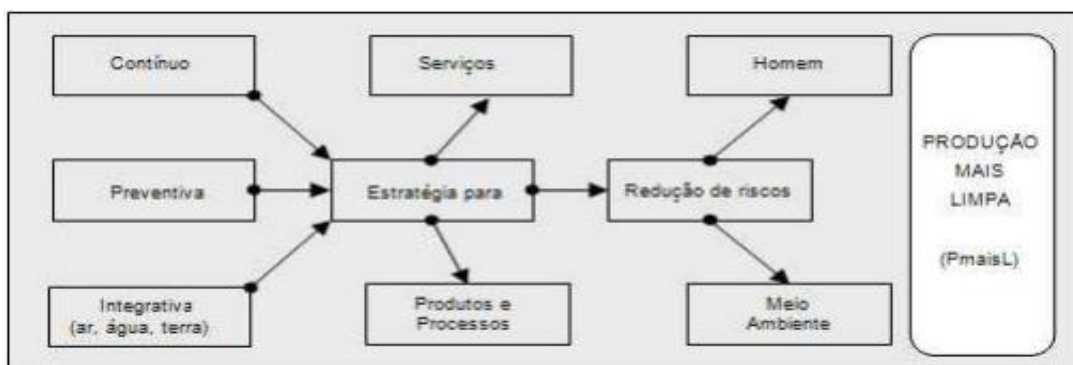 Contínuo
Serviços
Homem
Preventiva
Estratégia para
Redução de riscos
Integrativa
(ar, água, terra)
Produtos e
Processos
Meio
Ambiente
PRODUÇÃO
MAIS
LIMPA
(PmaisL)